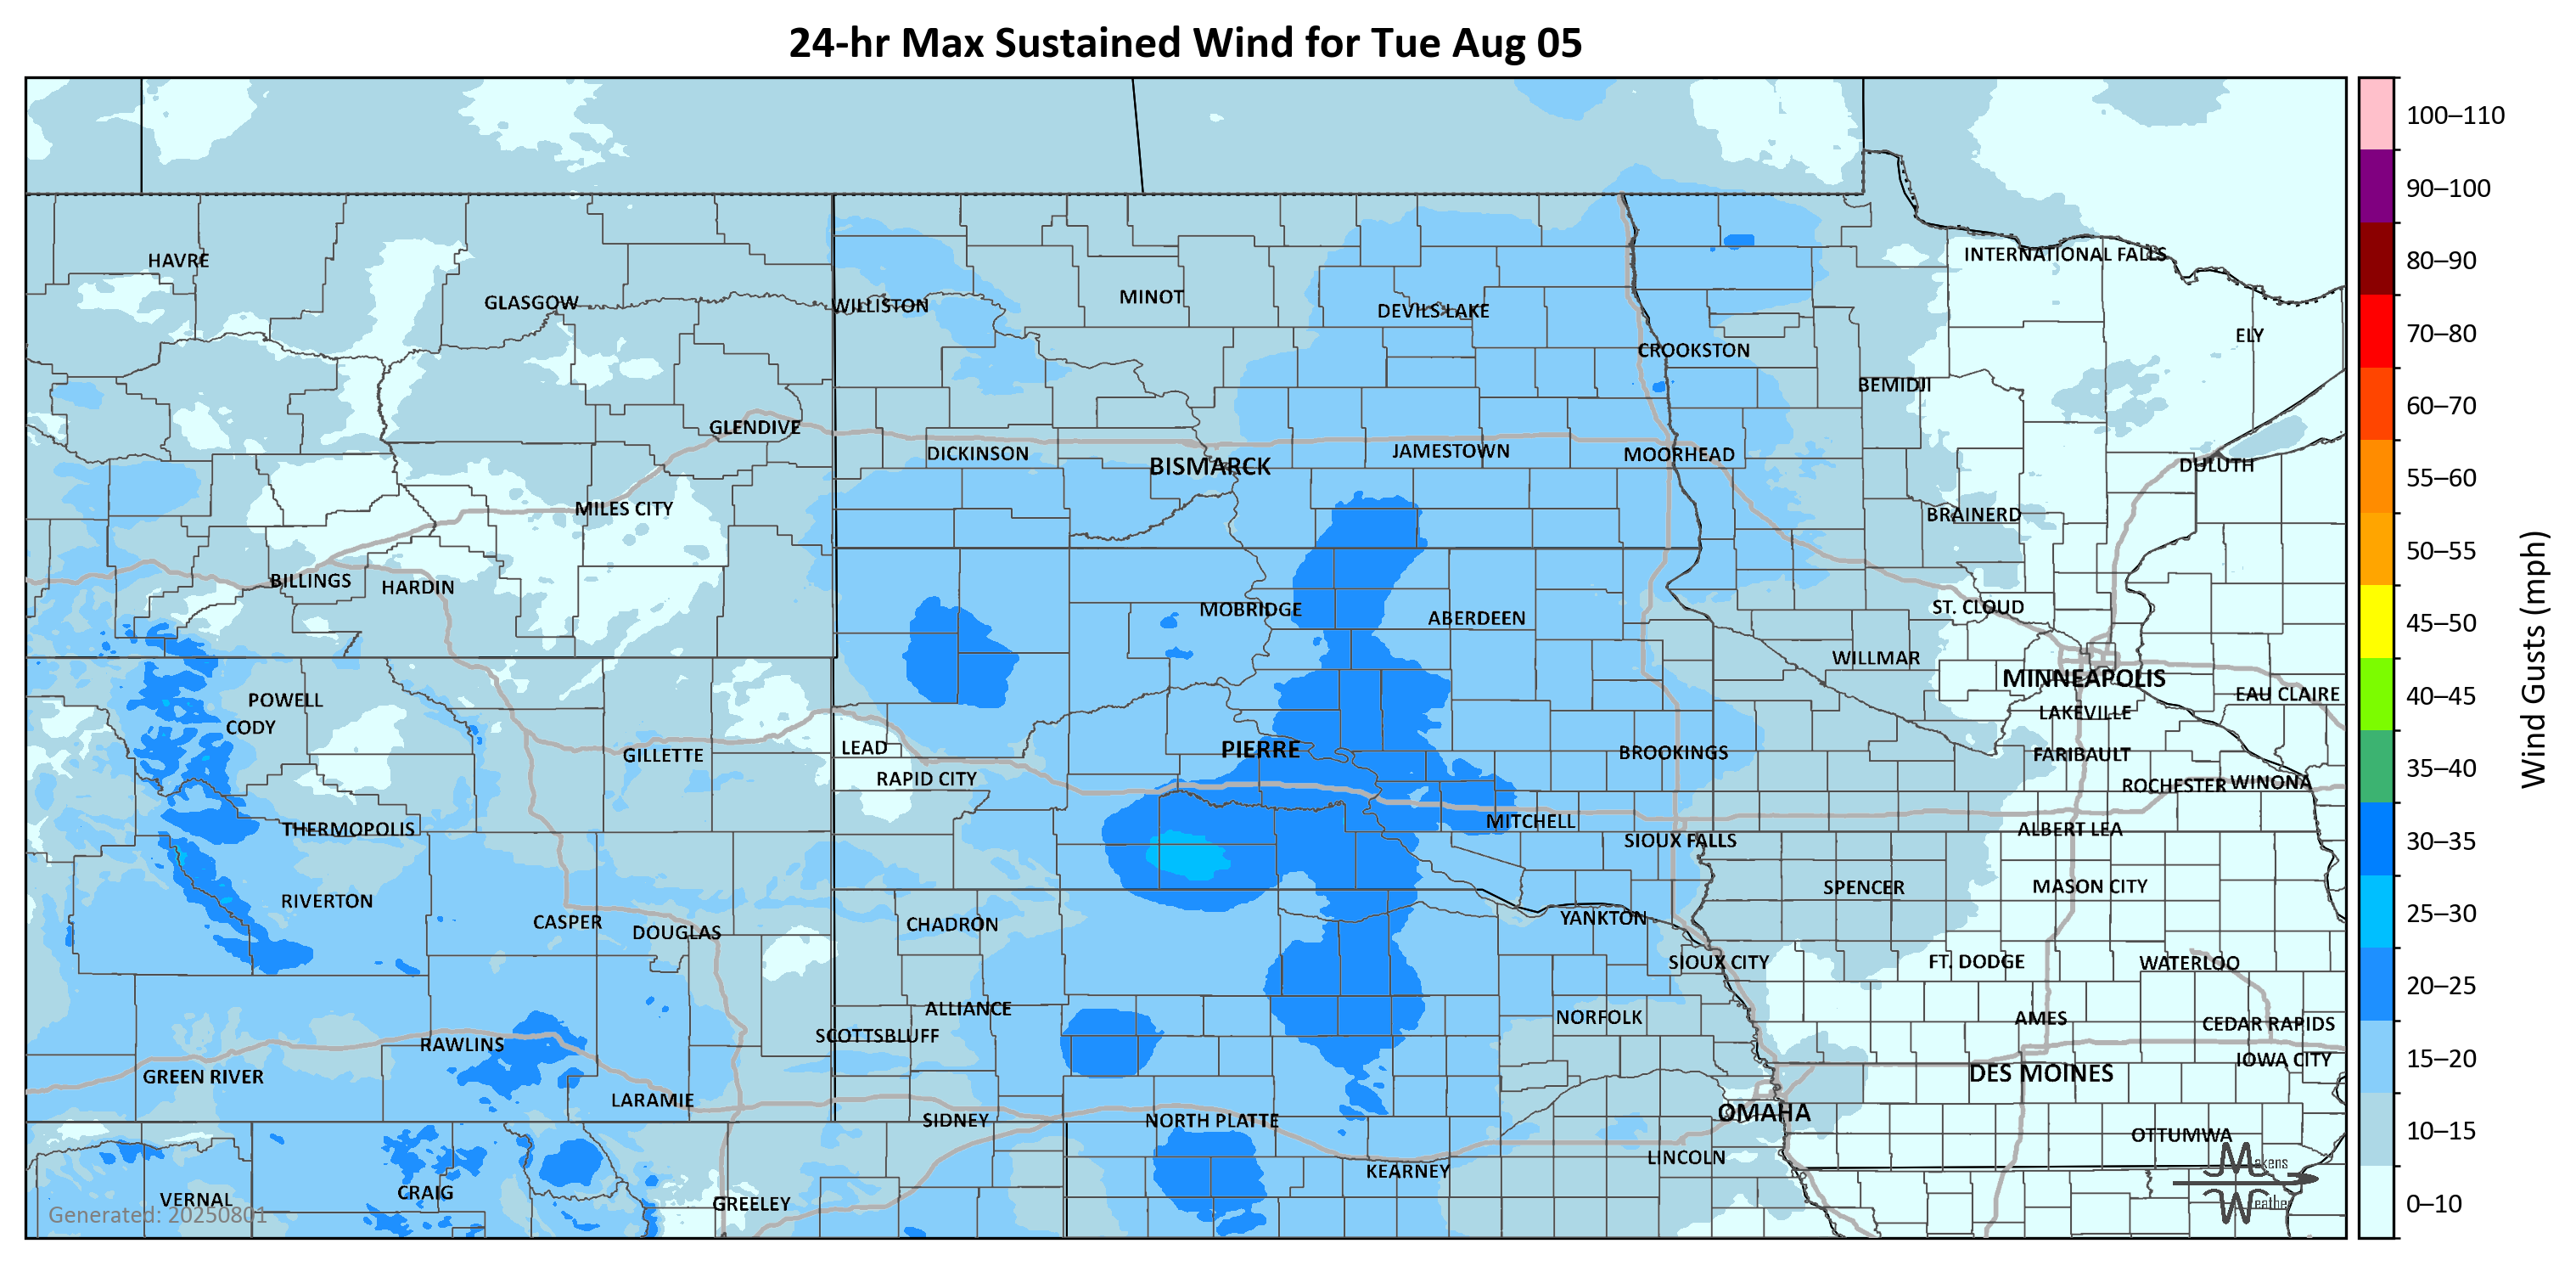 24-hr Max Sustained Wind for Tue Aug 05
100–110
90–100
80–90
70–80
60–70
55–60
50–55
45–50
40–45
35–40
30–35
25–30
20–25
15–20
10–15
0–10
Wind Gusts (mph)
HAVRE
GLASGOW
WILLISTON
MINOT
DEVILS LAKE
INTERNATIONAL FALLS
ELY
CROOKSTON
BEMIDJI
GLENDIVE
DICKINSON
BISMARCK
JAMESTOWN
MOORHEAD
DULUTH
MILES CITY
BRAINERD
BILLINGS
HARDIN
MOBRIDGE
ABERDEEN
ST. CLOUD
WILLMAR
MINNEAPOLIS
EAU CLAIRE
POWELL
CODY
LAKEVILLE
GILLETTE
LEAD
PIERRE
BROOKINGS
FARIBAULT
RAPID CITY
ROCHESTER
WINONA
THERMOPOLIS
MITCHELL
ALBERT LEA
SIOUX FALLS
RIVERTON
SPENCER
MASON CITY
CASPER
DOUGLAS
CHADRON
YANKTON
SIOUX CITY
FT. DODGE
WATERLOO
ALLIANCE
NORFOLK
AMES
CEDAR RAPIDS
SCOTTSBLUFF
RAWLINS
IOWA CITY
GREEN RIVER
DES MOINES
LARAMIE
SIDNEY
NORTH PLATTE
OMAHA
OTTUMWA
LINCOLN
KEARNEY
VERNAL
CRAIG
GREELEY
Generated: 20250801
Makens
Weather